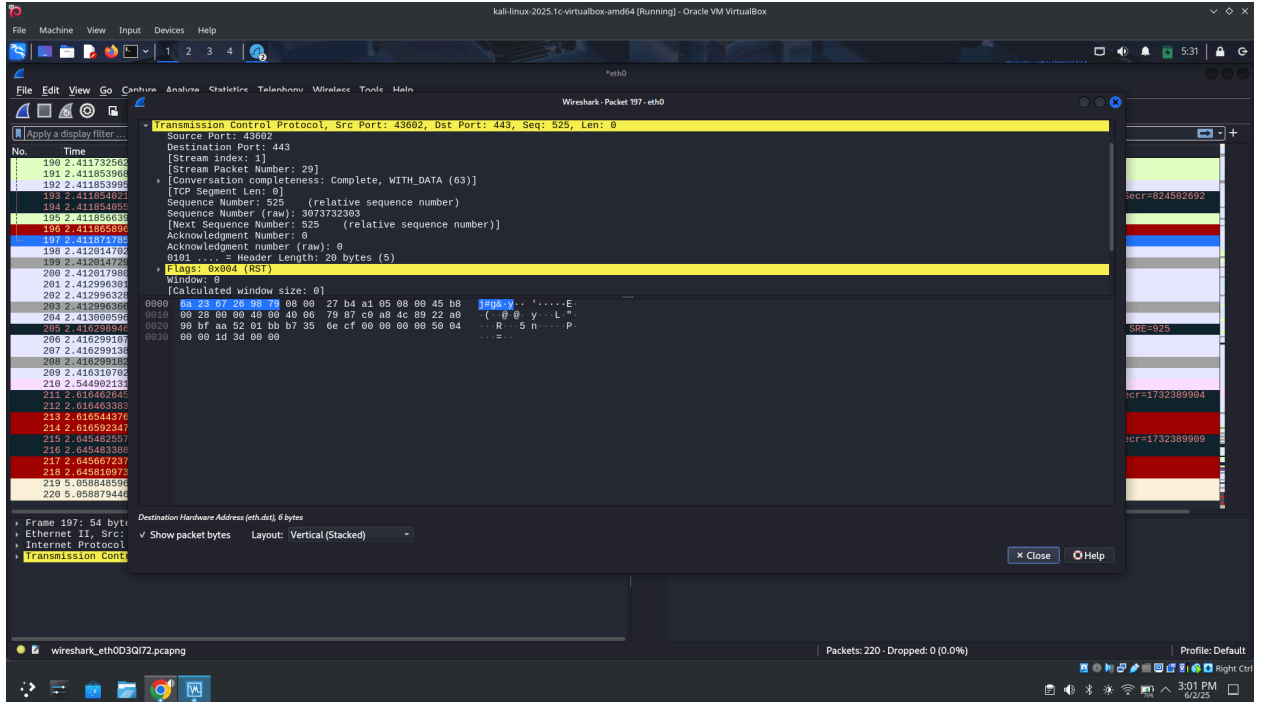 kali-linux-2025.1c-virtualbox-amd64 [Running] - Oracle VM VirtualBox
File Machine View Input Devices Help
1 2 3 4
5:31
*eth0
File Edit View Go Capture Analyze Statistics Telephony Wireless Tools Help
Wireshark · Packet 197 · eth0
Apply a display filter ...
No. Time
190 2.411732562
191 2.411853968
192 2.411853995
193 2.411854021
194 2.411854055
195 2.411856639
196 2.411865896
197 2.411871785
198 2.412014702
199 2.412014729
200 2.412017980
201 2.412996301
202 2.412996328
203 2.412996366
204 2.413000596
205 2.416298946
206 2.416299107
207 2.416299138
208 2.416299182
209 2.416310702
210 2.544902131
211 2.616462645
212 2.616463383
213 2.616544376
214 2.616592347
215 2.645482557
216 2.645483388
217 2.645667237
218 2.645810973
219 5.058848596
220 5.058879446
Secr=824502692
SRE=925
ecr=1732389904
ecr=1732389909
Transmission Control Protocol, Src Port: 43602, Dst Port: 443, Seq: 525, Len: 0
Source Port: 43602
Destination Port: 443
[Stream index: 1]
[Stream Packet Number: 29]
[Conversation completeness: Complete, WITH_DATA (63)]
[TCP Segment Len: 0]
Sequence Number: 525 (relative sequence number)
Sequence Number (raw): 3073732303
[Next Sequence Number: 525 (relative sequence number)]
Acknowledgment Number: 0
Acknowledgment number (raw): 0
0101 .... = Header Length: 20 bytes (5)
Flags: 0x004 (RST)
Window: 0
[Calculated window size: 0]
0000 6a 23 67 26 98 79 08 00 27 b4 a1 05 08 00 45 b8 j#g&·y·· '·····E·
0010 00 28 00 00 40 00 40 06 79 87 c0 a8 4c 89 22 a0 ·(··@·@· y···L·"·
0020 90 bf aa 52 01 bb b7 35 6e cf 00 00 00 00 50 04 ···R···5 n·····P·
0030 00 00 1d 3d 00 00 ···=··
Destination Hardware Address (eth.dst), 6 bytes
Show packet bytes Layout: Vertical (Stacked)
Close Help
Frame 197: 54 byte
Ethernet II, Src:
Internet Protocol
Transmission Cont
wireshark_eth0D3QI72.pcapng
Packets: 220 · Dropped: 0 (0.0%)
Profile: Default
Right Ctrl
3:01 PM
6/2/25